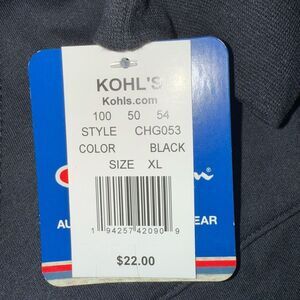 KOHL'S
Kohls.com
100 50 54
STYLE CHG053
COLOR BLACK
SIZE XL
1 94257 42090 9
$22.00